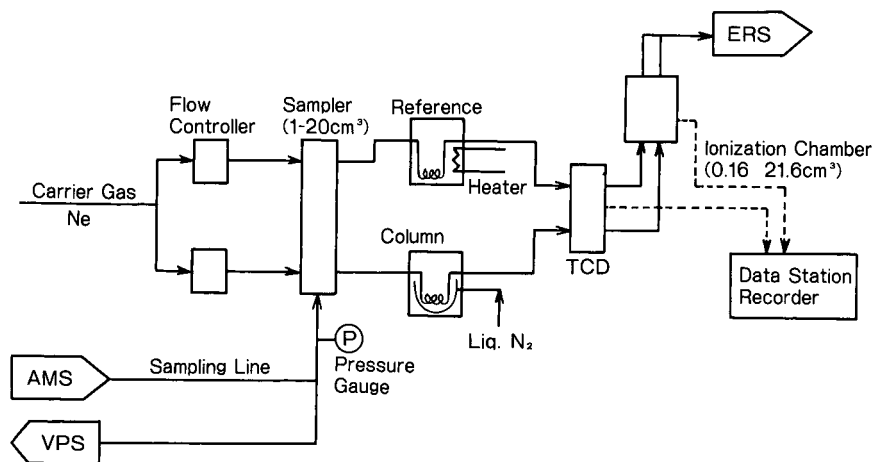 ERS
Flow
Controller
Sampler
(1-20cm³)
Reference
Ionization Chamber
(0.16 21.6cm³)
Carrier Gas
Ne
Heater
Column
TCD
Data Station
Recorder
Liq. N₂
P
Pressure
Gauge
Sampling Line
AMS
VPS